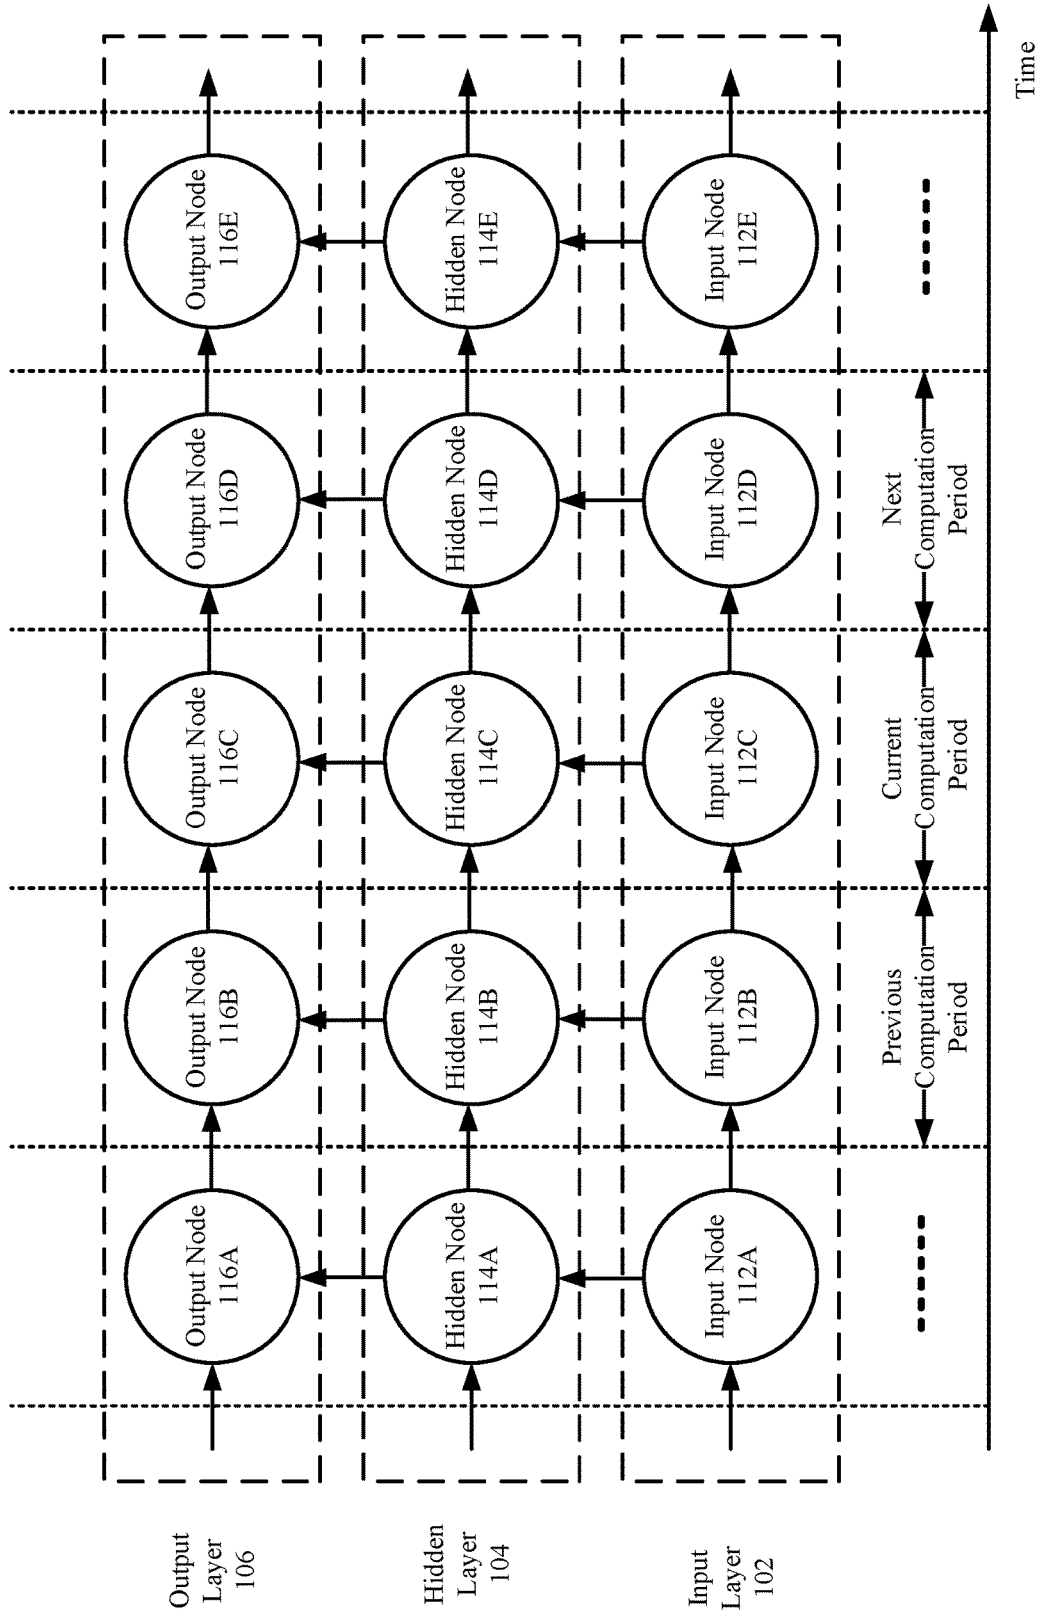 Output
Layer
106
Output Node
116A
Output Node
116B
Output Node
116C
Output Node
116D
Output Node
116E
Hidden
Layer
104
Hidden Node
114A
Hidden Node
114B
Hidden Node
114C
Hidden Node
114D
Hidden Node
114E
Input
Layer
102
Input Node
112A
Input Node
112B
Input Node
112C
Input Node
112D
Input Node
112E
Previous
Computation
Period
Current
Computation
Period
Next
Computation
Period
Time